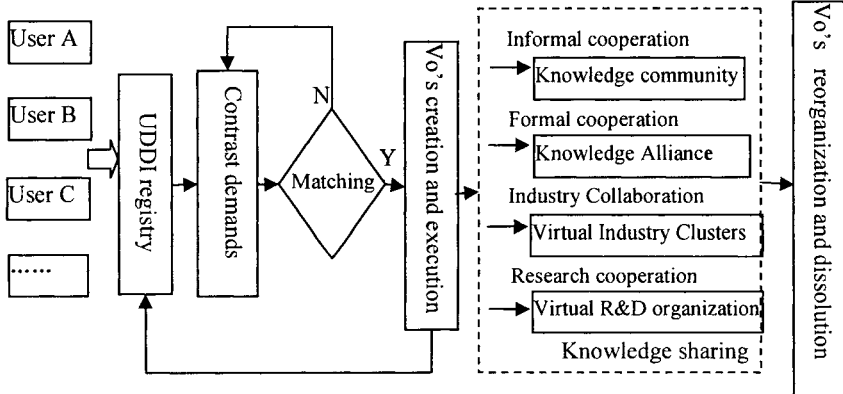 User A
User B
User C
......
UDDI registry
Contrast demands
N
Matching
Y
Vo's creation and execution
Informal cooperation
Knowledge community
Formal cooperation
Knowledge Alliance
Industry Collaboration
Virtual Industry Clusters
Research cooperation
Virtual R&D organization
Knowledge sharing
Vo's reorganization and dissolution